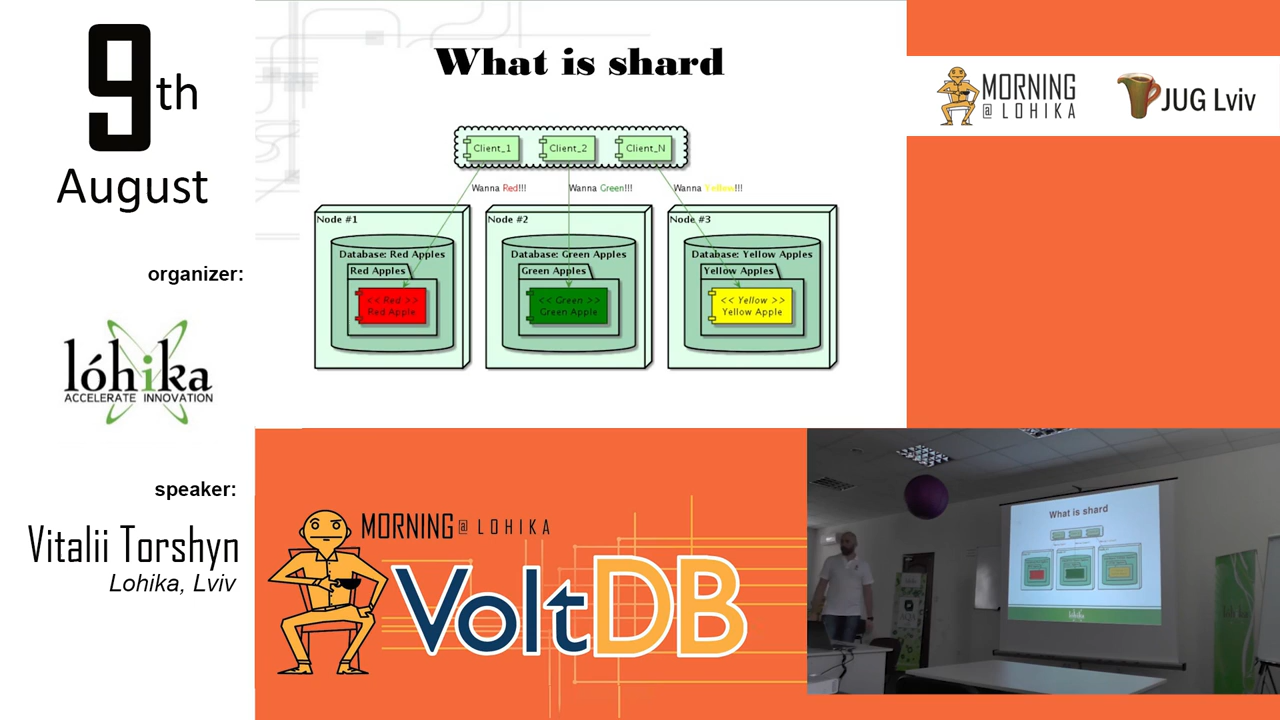 9th
August
organizer:
lóhika
ACCELERATE INNOVATION
speaker:
Vitalii Torshyn
Lohika, Lviv
What is shard
Client_1
Client_2
Client_N
Wanna Red!!!
Wanna Green!!!
Wanna Yellow!!!
Node #1
Database: Red Apples
Red Apples
<< Red >>
Red Apple
Node #2
Database: Green Apples
Green Apples
<< Green >>
Green Apple
Node #3
Database: Yellow Apples
Yellow Apples
<< Yellow >>
Yellow Apple
MORNING
@ LOHIKA
JUG Lviv
MORNING @ LOHIKA
VoltDB
What is shard
lóhika